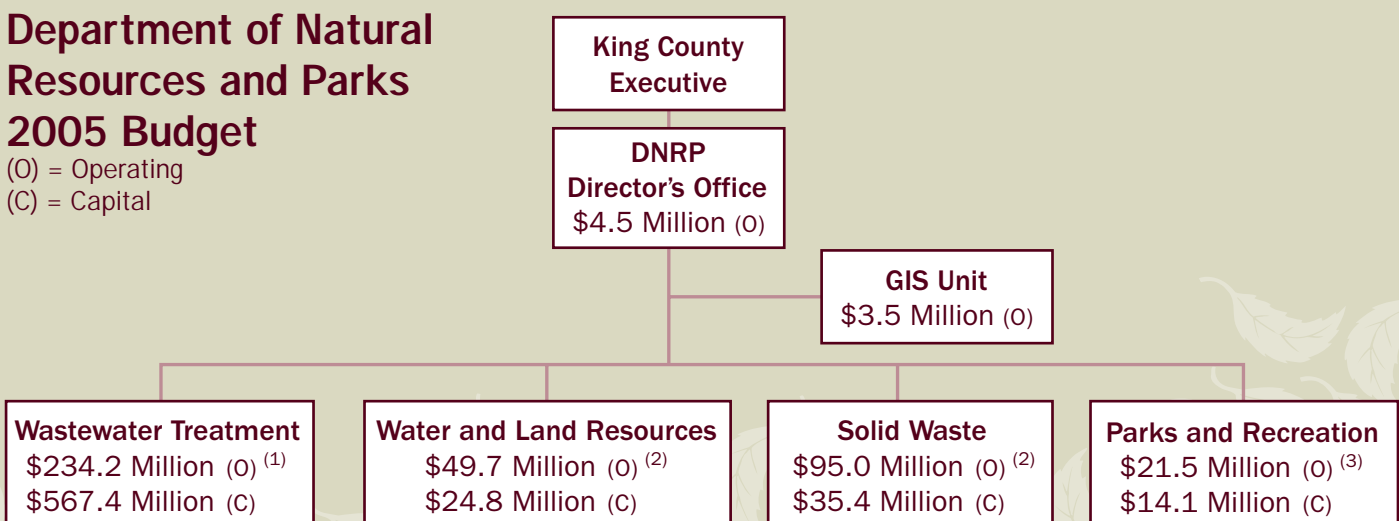 Department of Natural
Resources and Parks
2005 Budget
(O) = Operating
(C) = Capital
King County
Executive
DNRP
Director's Office
$4.5 Million (O)
GIS Unit
$3.5 Million (O)
Wastewater Treatment
$234.2 Million (O) (1)
$567.4 Million (C)
Water and Land Resources
$49.7 Million (O) (2)
$24.8 Million (C)
Solid Waste
$95.0 Million (O) (2)
$35.4 Million (C)
Parks and Recreation
$21.5 Million (O) (3)
$14.1 Million (C)